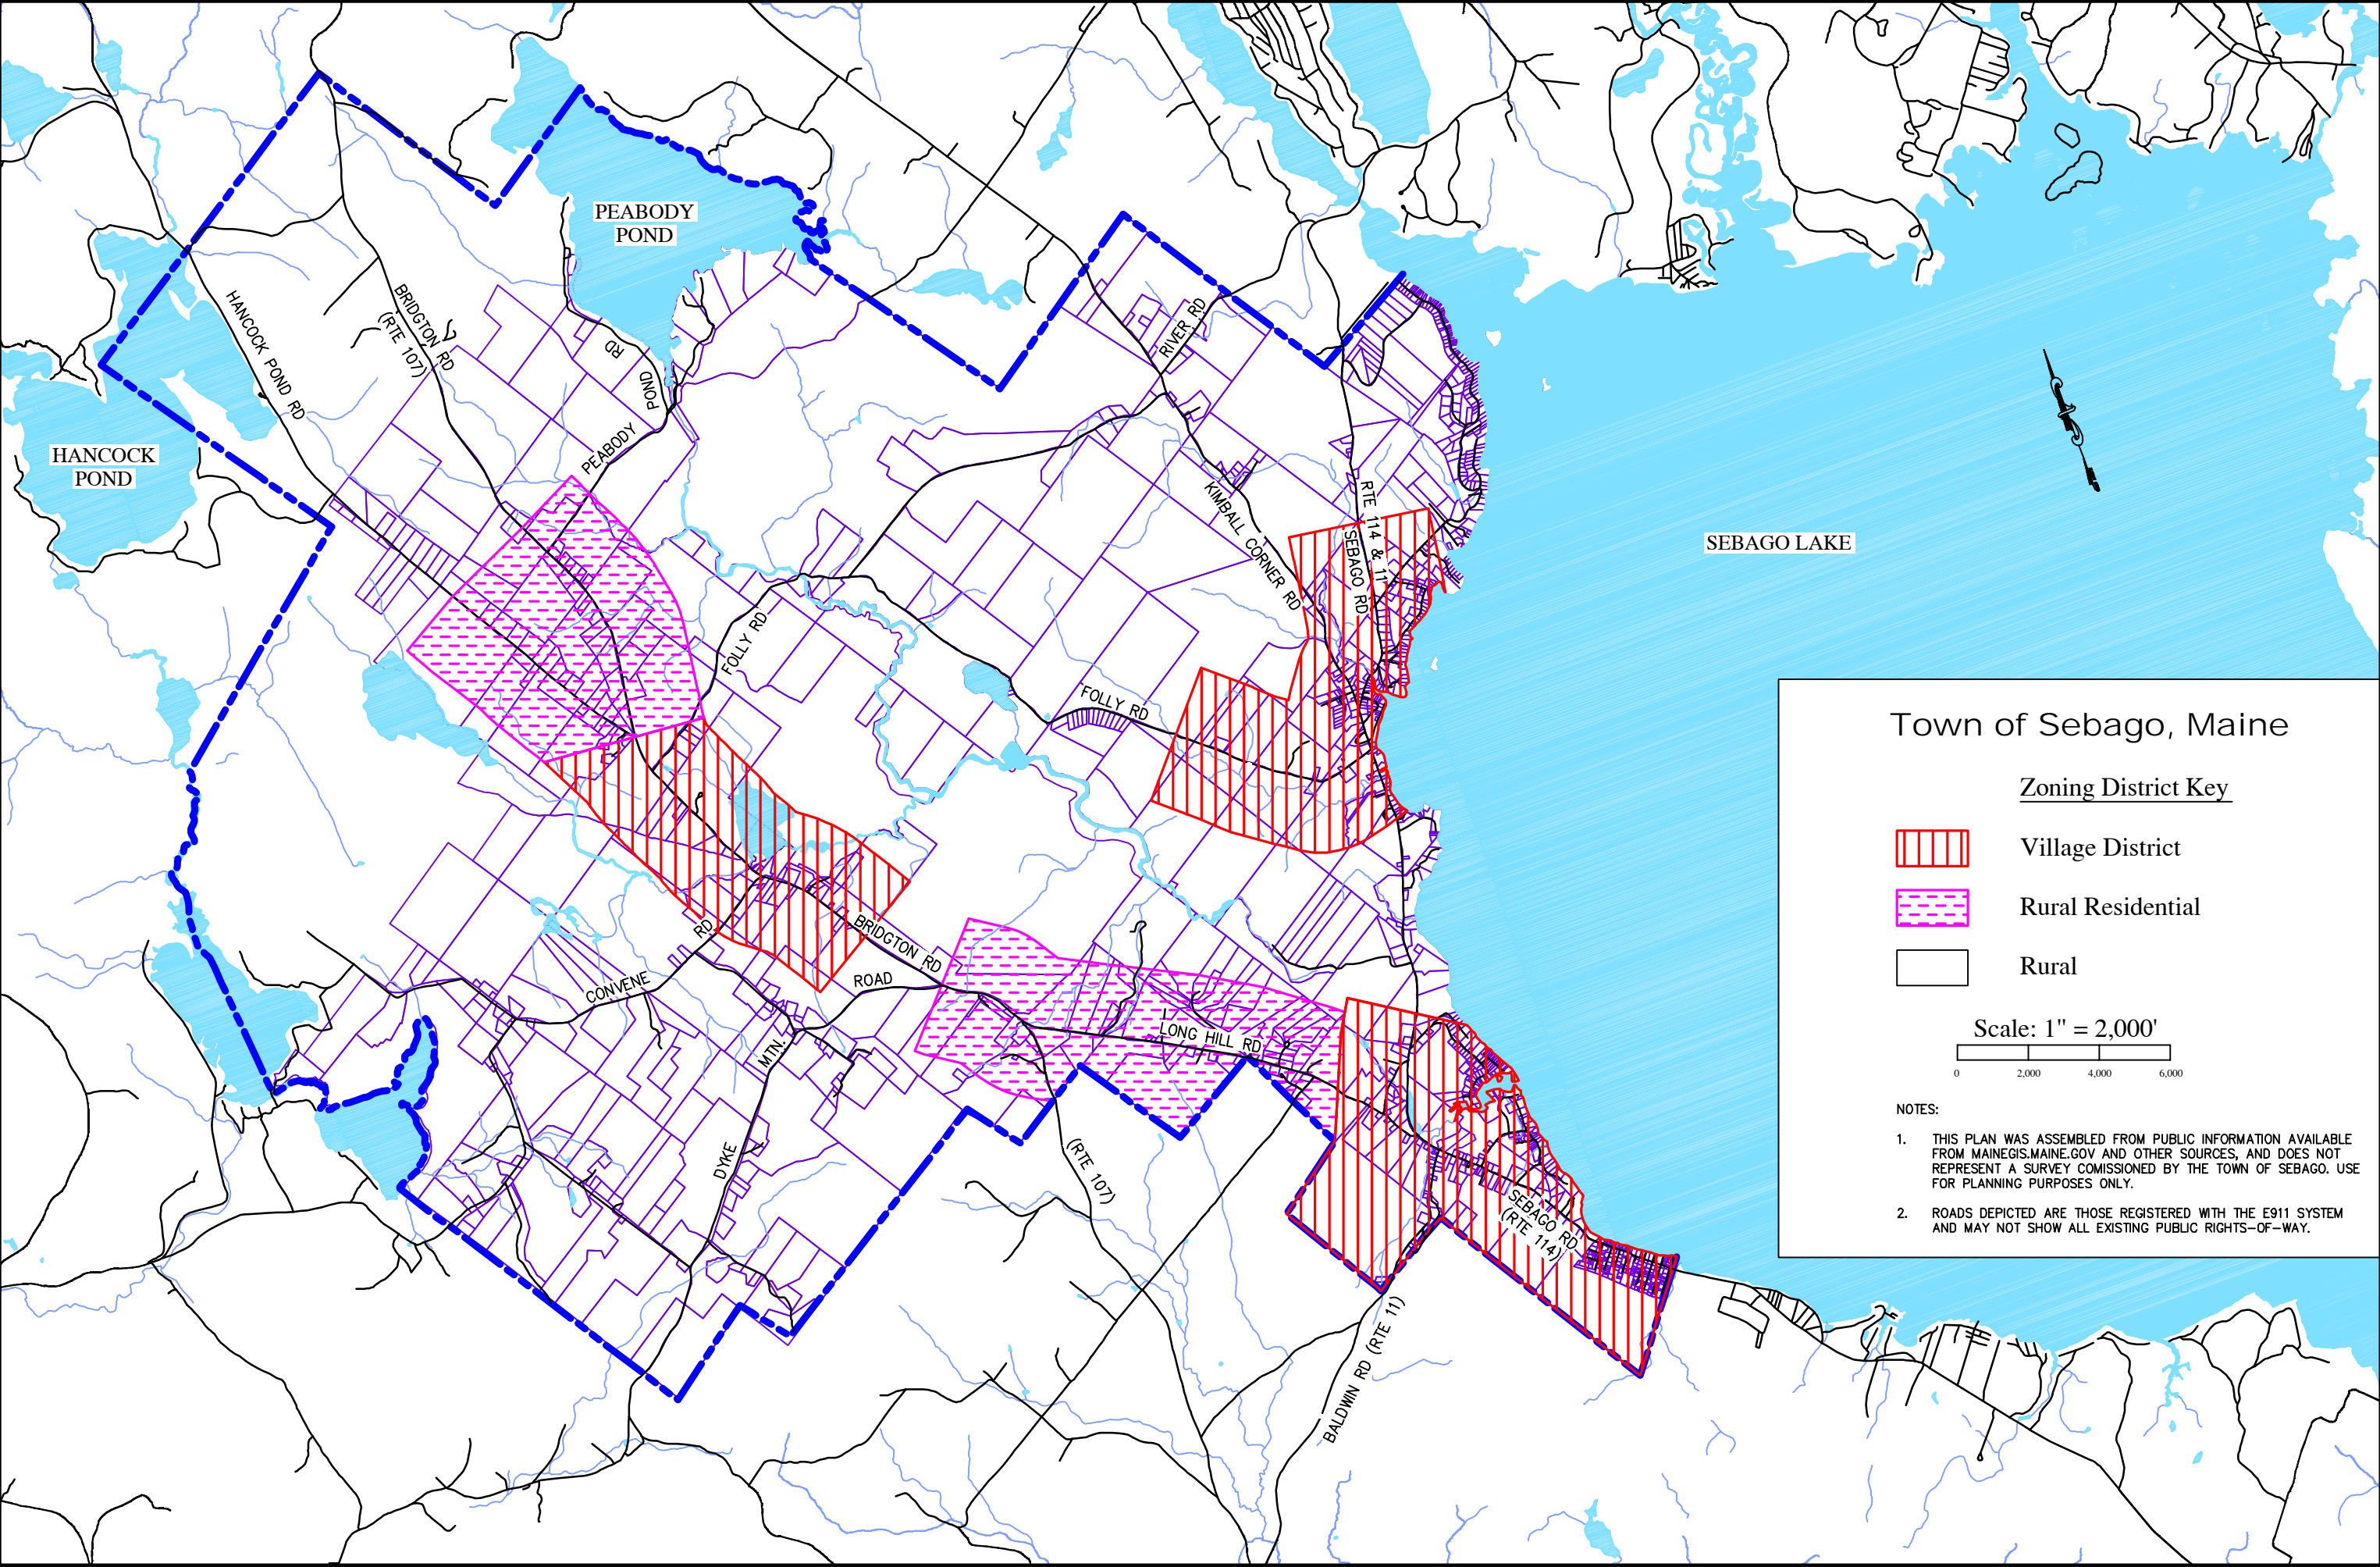 PEABODY
POND
HANCOCK POND RD
BRIDGTON RD
(RTE 107)
RD
POND
PEABODY
RIVER RD
HANCOCK
POND
KIMBALL CORNER RD
RTE 114 & 11
SEBAGO RD
SEBAGO LAKE
FOLLY RD
FOLLY RD
BRIDGTON RD
RD
CONVENE
ROAD
LONG HILL RD
MTN.
DYKE
(RTE 107)
SEBAGO RD
(RTE 114)
BALDWIN RD (RTE 11)
Town of Sebago, Maine
Zoning District Key
Village District
Rural Residential
Rural
Scale: 1" = 2,000'
0 2,000 4,000 6,000
NOTES:
1. THIS PLAN WAS ASSEMBLED FROM PUBLIC INFORMATION AVAILABLE
FROM MAINEGIS.MAINE.GOV AND OTHER SOURCES, AND DOES NOT
REPRESENT A SURVEY COMISSIONED BY THE TOWN OF SEBAGO. USE
FOR PLANNING PURPOSES ONLY.
2. ROADS DEPICTED ARE THOSE REGISTERED WITH THE E911 SYSTEM
AND MAY NOT SHOW ALL EXISTING PUBLIC RIGHTS-OF-WAY.